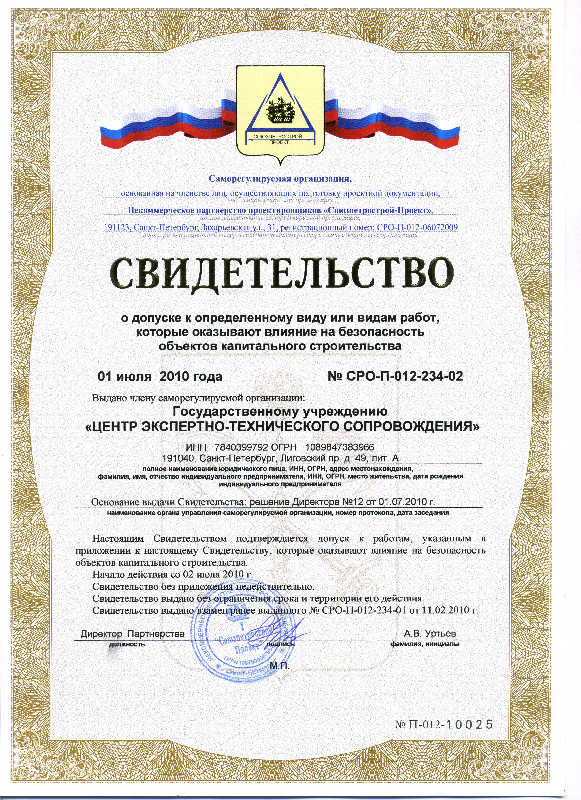 СОЮЗПЕТРОСТРОЙ
ПРОЕКТ
Саморегулируемая организация,
основанная на членстве лиц, осуществляющих подготовку проектной документации,
Некоммерческое партнерство проектировщиков «Союзпетрострой-Проект»,
191123, Санкт-Петербург, Захарьевская ул., 31, регистрационный номер: СРО-П-012-06072009
СВИДЕТЕЛЬСТВО
о допуске к определенному виду или видам работ,
которые оказывают влияние на безопасность
объектов капитального строительства
01 июля 2010 года
№ СРО-П-012-234-02
Выдано члену саморегулируемой организации:
Государственному учреждению
«ЦЕНТР ЭКСПЕРТНО-ТЕХНИЧЕСКОГО СОПРОВОЖДЕНИЯ»
ИНН 7840399792 ОГРН 1089847383966
191040, Санкт-Петербург, Лиговский пр. д. 49, лит. А
полное наименование юридического лица, ИНН, ОГРН, адрес местонахождения,
фамилия, имя, отчество индивидуального предпринимателя, ИНН, ОГРН, место жительства, дата рождения
индивидуального предпринимателя
Основание выдачи Свидетельства: решение Директора №12 от 01.07.2010 г.
наименование органа управления саморегулируемой организации, номер протокола, дата заседания
Настоящим Свидетельством подтверждается допуск к работам, указанным в
приложении к настоящему Свидетельству, которые оказывают влияние на безопасность
объектов капитального строительства.
Начало действия со 02 июля 2010 г.
Свидетельство без приложения недействительно.
Свидетельство выдано без ограничения срока и территории его действия
Свидетельство выдано взамен ранее выданного № СРО-П-012-234-01 от 11.02.2010 г.
Директор Партнерства
А.В. Уртьев
должность
подпись
фамилия, инициалы
"Союзпетрострой-
Проект"
М.П.
№ П-012-10025